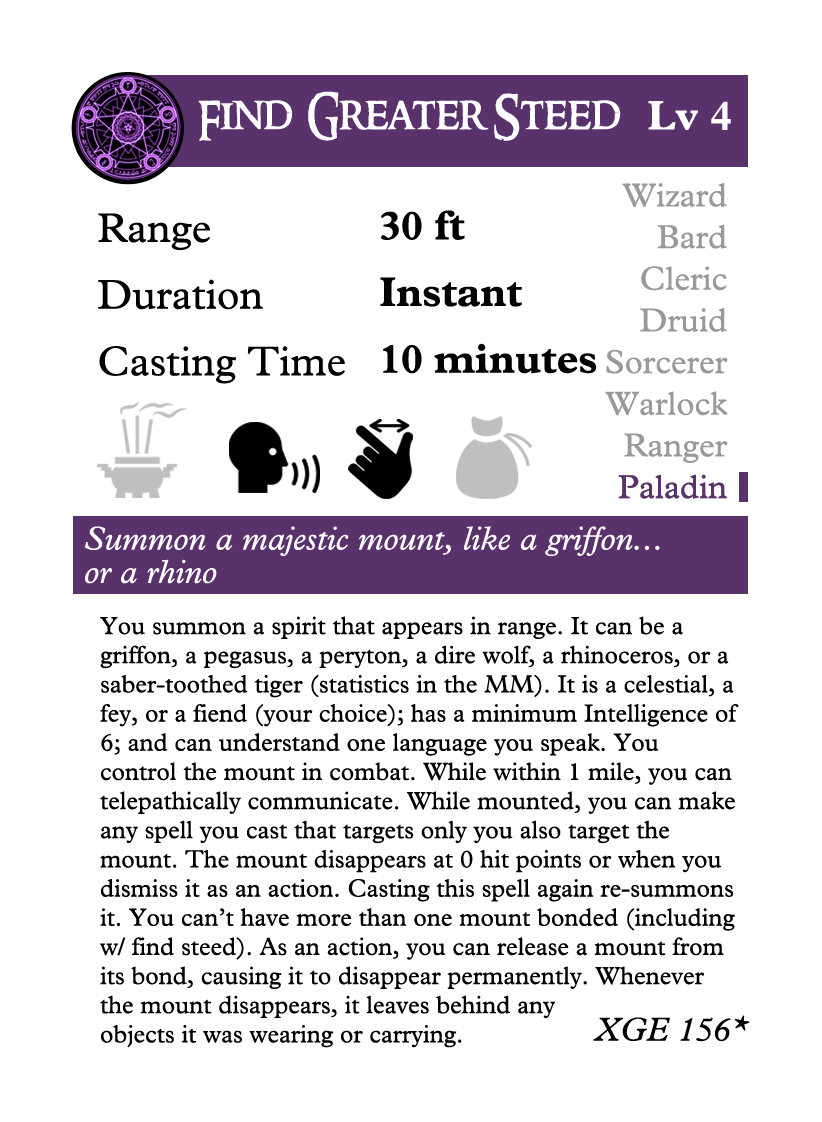 Find Greater Steed Lv 4
Wizard
Range 30 ft
Bard
Cleric
Duration Instant
Druid
Casting Time 10 minutes Sorcerer
Warlock
Ranger
Paladin
Summon a majestic mount, like a griffon...
or a rhino
You summon a spirit that appears in range. It can be a
griffon, a pegasus, a peryton, a dire wolf, a rhinoceros, or a
saber-toothed tiger (statistics in the MM). It is a celestial, a
fey, or a fiend (your choice); has a minimum Intelligence of
6; and can understand one language you speak. You
control the mount in combat. While within 1 mile, you can
telepathically communicate. While mounted, you can make
any spell you cast that targets only you also target the
mount. The mount disappears at 0 hit points or when you
dismiss it as an action. Casting this spell again re-summons
it. You can't have more than one mount bonded (including
w/ find steed). As an action, you can release a mount from
its bond, causing it to disappear permanently. Whenever
the mount disappears, it leaves behind any
objects it was wearing or carrying.
XGE 156*